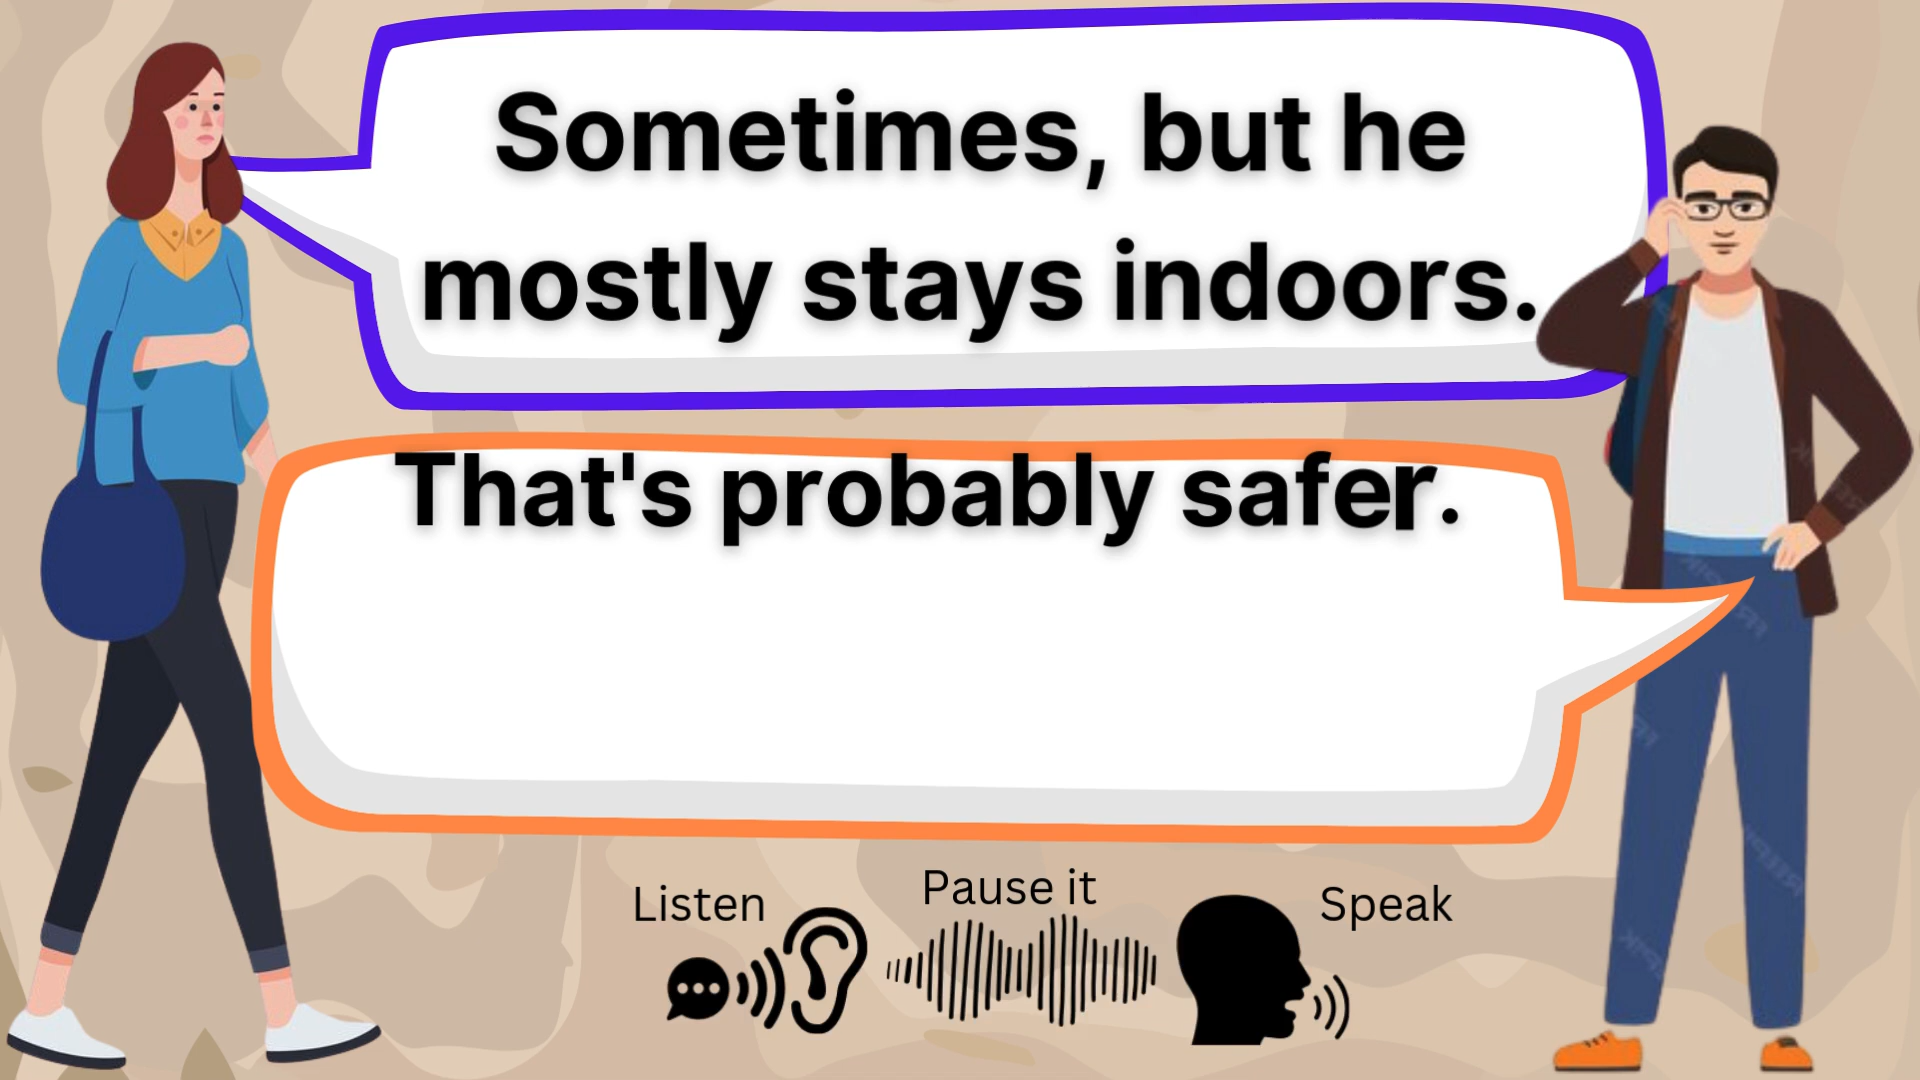 Sometimes, but he
mostly stays indoors.
That's probably safer.
Listen
Pause it
Speak